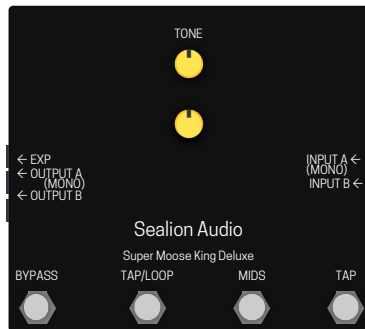 TONE
← EXP
← OUTPUT A
(MONO)
← OUTPUT B
INPUT A ←
(MONO)
INPUT B ←
Sealion Audio
Super Moose King Deluxe
BYPASS TAP/LOOP MIDS TAP